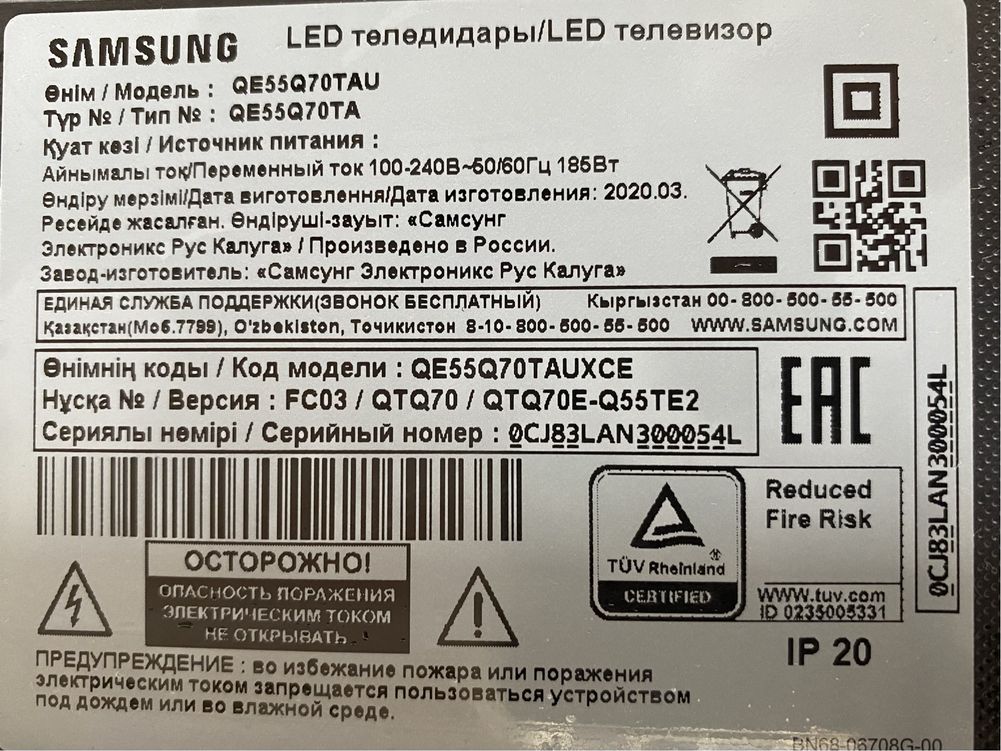 SAMSUNG
LED теледидары/LED телевизор
Өнім / Модель : QE55Q70TAU
Түр № / Тип № : QE55Q70TA
Қуат көзі / Источник питания :
Айнымалы ток/Переменный ток 100-240В~50/60Гц 185Вт
Өндіру мерзімі/Дата виготовлення/Дата изготовления: 2020.03.
Ресейде жасалған. Өндіруші-зауыт: «Самсунг
Электроникс Рус Калуга» / Произведено в России.
Завод-изготовитель: «Самсунг Электроникс Рус Калуга»
ЕДИНАЯ СЛУЖБА ПОДДЕРЖКИ(ЗВОНОК БЕСПЛАТНЫЙ) Кыргызстан 00-800-500-55-500
Қазақстан(Моб.7799), O'zbekiston, Точикистон 8-10-800-500-55-500 WWW.SAMSUNG.COM
Өнімнің коды / Код модели : QE55Q70TAUXCE
Нұсқа № / Версия : FC03 / QTQ70 / QTQ70E-Q55TE2
Сериялы нөмірі / Серийный номер : 0CJ83LAN300054L
EAC
0CJ83LAN300054L
TÜV Rheinland
CERTIFIED
Reduced
Fire Risk
WWW.tuv.com
ID 0235005331
ОСТОРОЖНО!
ОПАСНОСТЬ ПОРАЖЕНИЯ
ЭЛЕКТРИЧЕСКИМ ТОКОМ
НЕ ОТКРЫВАТЬ
IP 20
ПРЕДУПРЕЖДЕНИЕ : во избежание пожара или поражения
электрическим током запрещается пользоваться устройством
под дождем или во влажной среде.
BN68-06708G-00